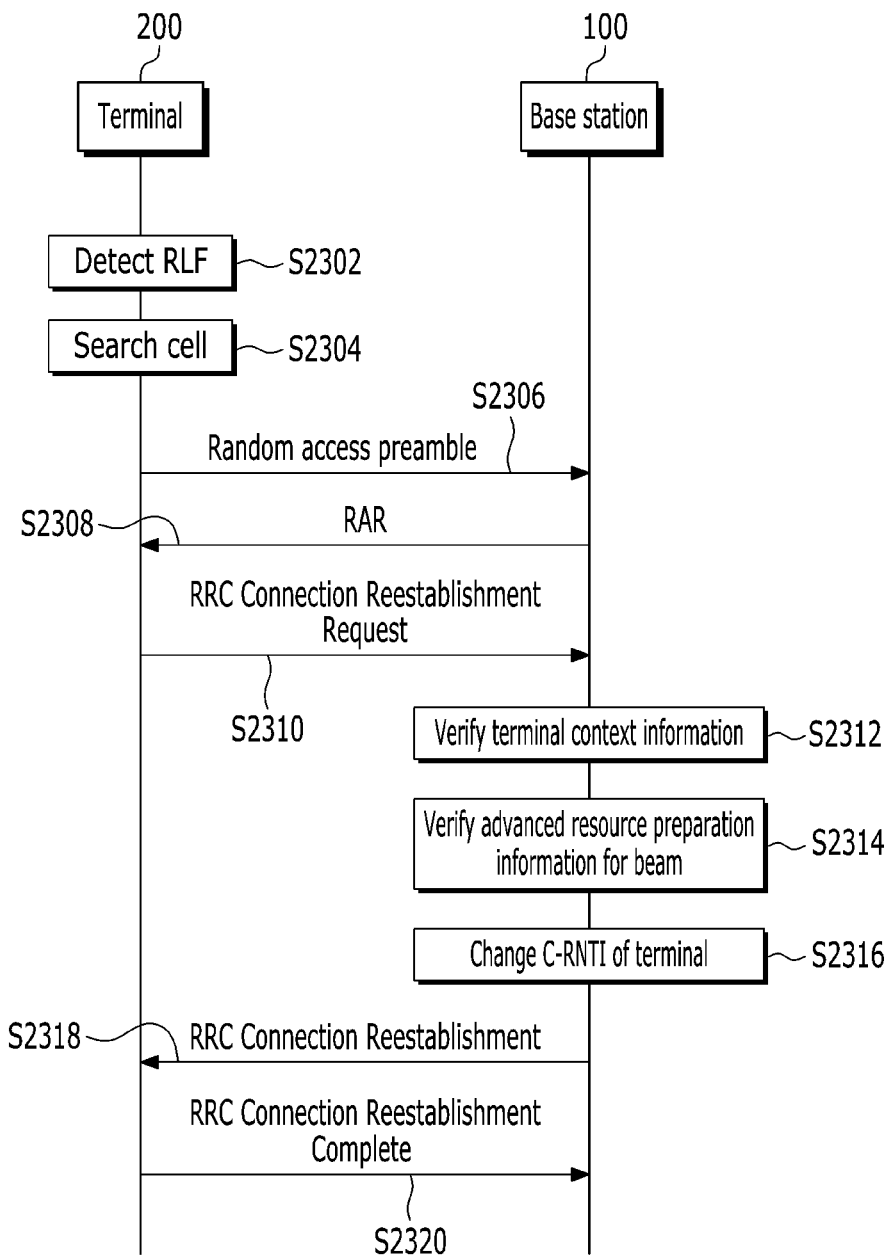 200
100
Terminal
Base station
Detect RLF
S2302
Search cell
S2304
S2306
Random access preamble
S2308
RAR
RRC Connection Reestablishment
Request
S2310
Verify terminal context information
S2312
Verify advanced resource preparation
information for beam
S2314
Change C-RNTI of terminal
S2316
S2318
RRC Connection Reestablishment
RRC Connection Reestablishment
Complete
S2320